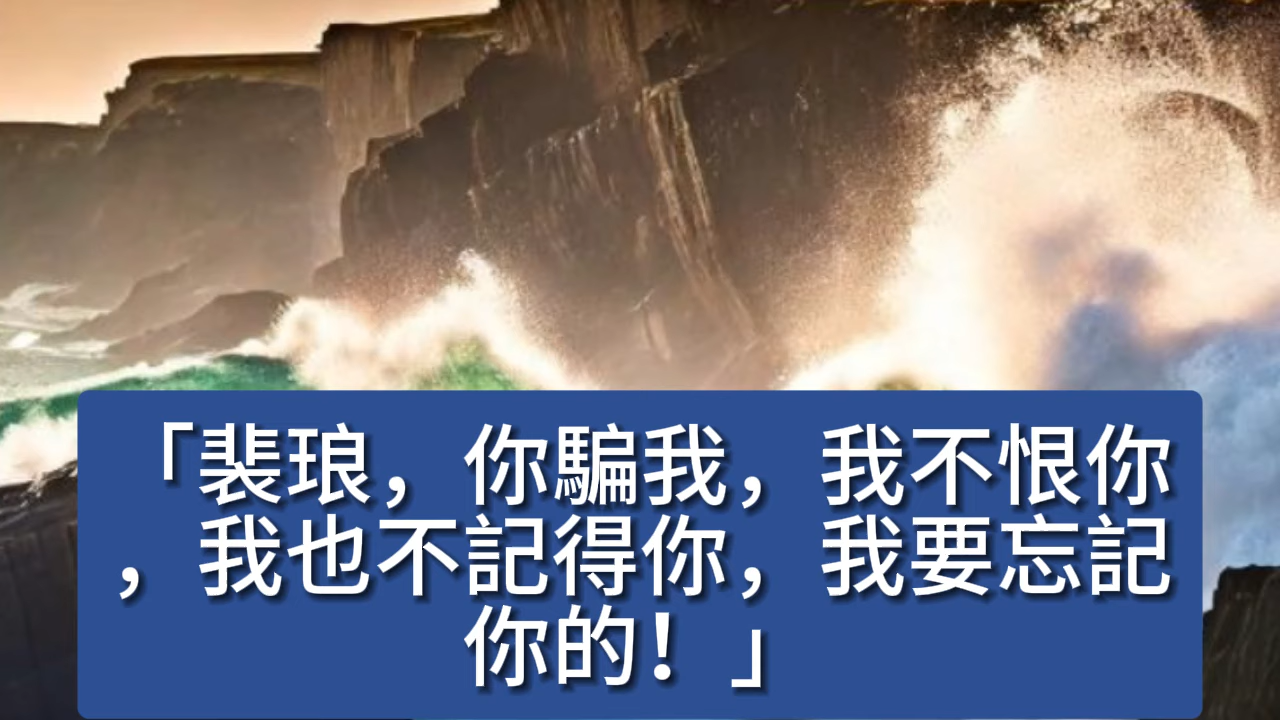 「裴琅，你騙我，我不恨你
，我也不記得你，我要忘記
你的！」